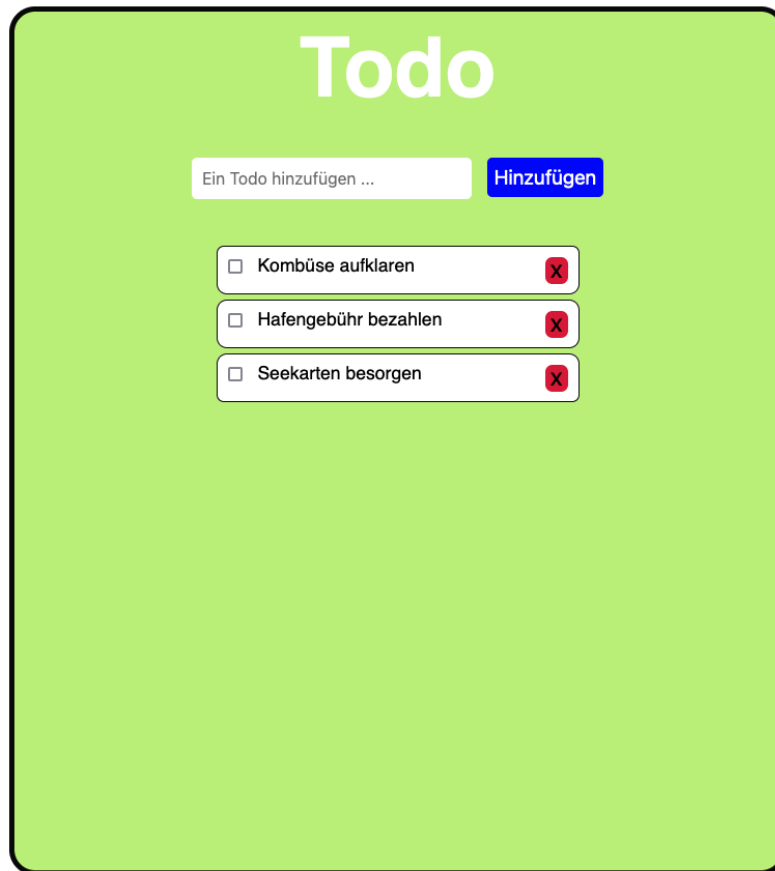 Todo
Ein Todo hinzufügen ...
Hinzufügen
Kombüse aufklaren
X
Hafengebühr bezahlen
X
Seekarten besorgen
X